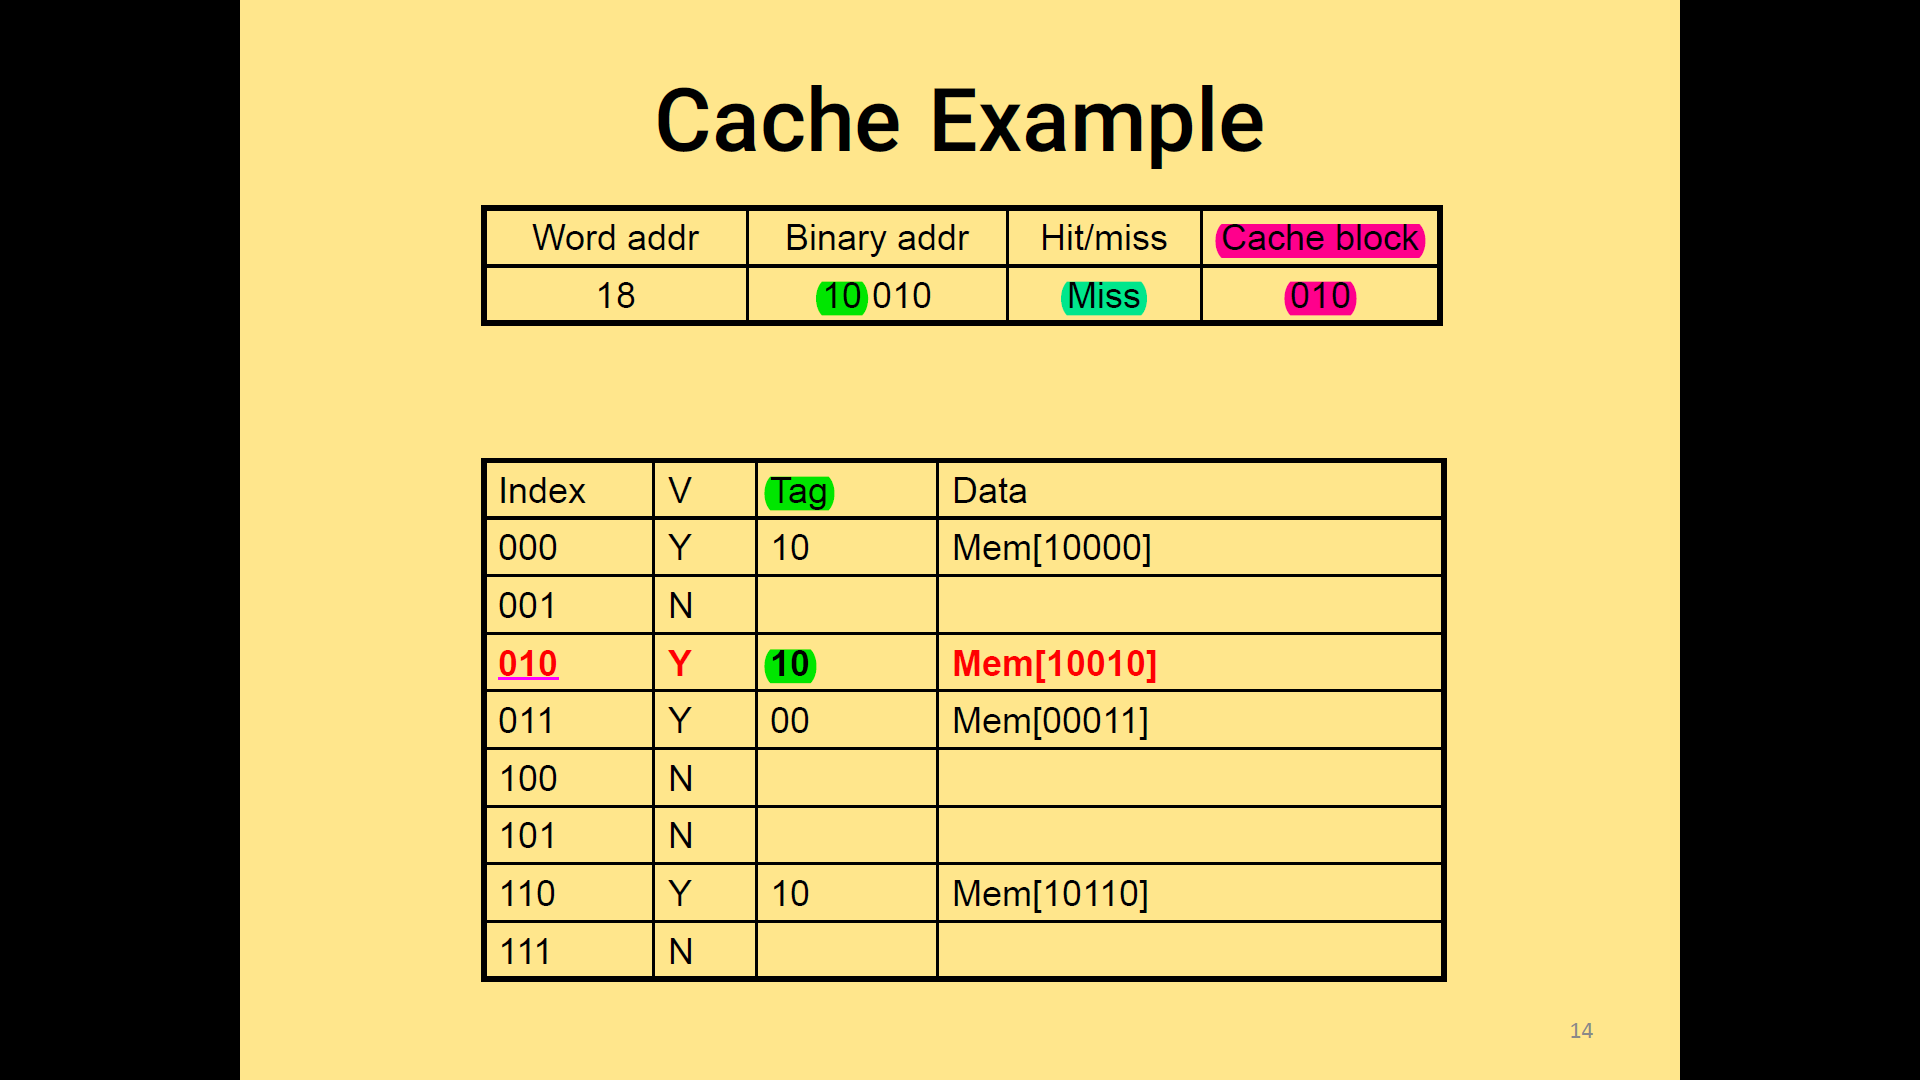 Cache Example
Word addr Binary addr Hit/miss Cache block
18 10 010 Miss 010
Index V Tag Data
000 Y 10 Mem[10000]
001 N
010 Y 10 Mem[10010]
011 Y 00 Mem[00011]
100 N
101 N
110 Y 10 Mem[10110]
111 N
14